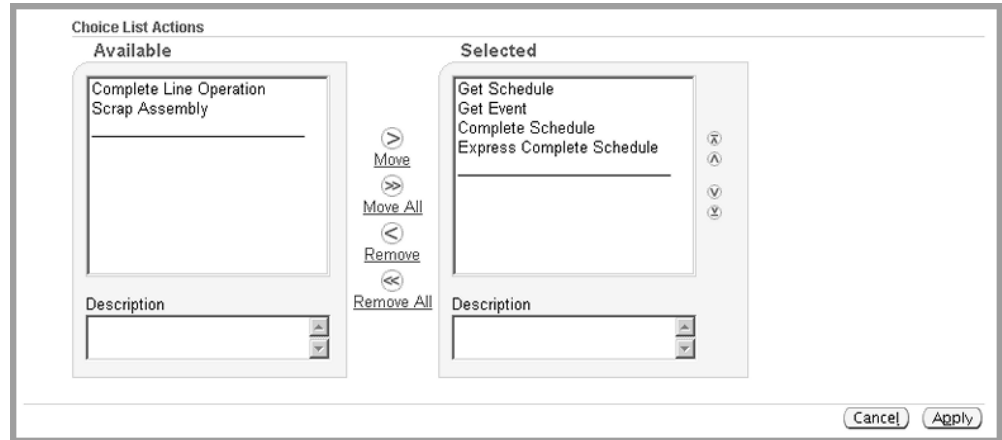 Choice List Actions
Available
Complete Line Operation
Scrap Assembly
Description
Move
Move All
Remove
Remove All
Selected
Get Schedule
Get Event
Complete Schedule
Express Complete Schedule
Description
Cancel
Apply